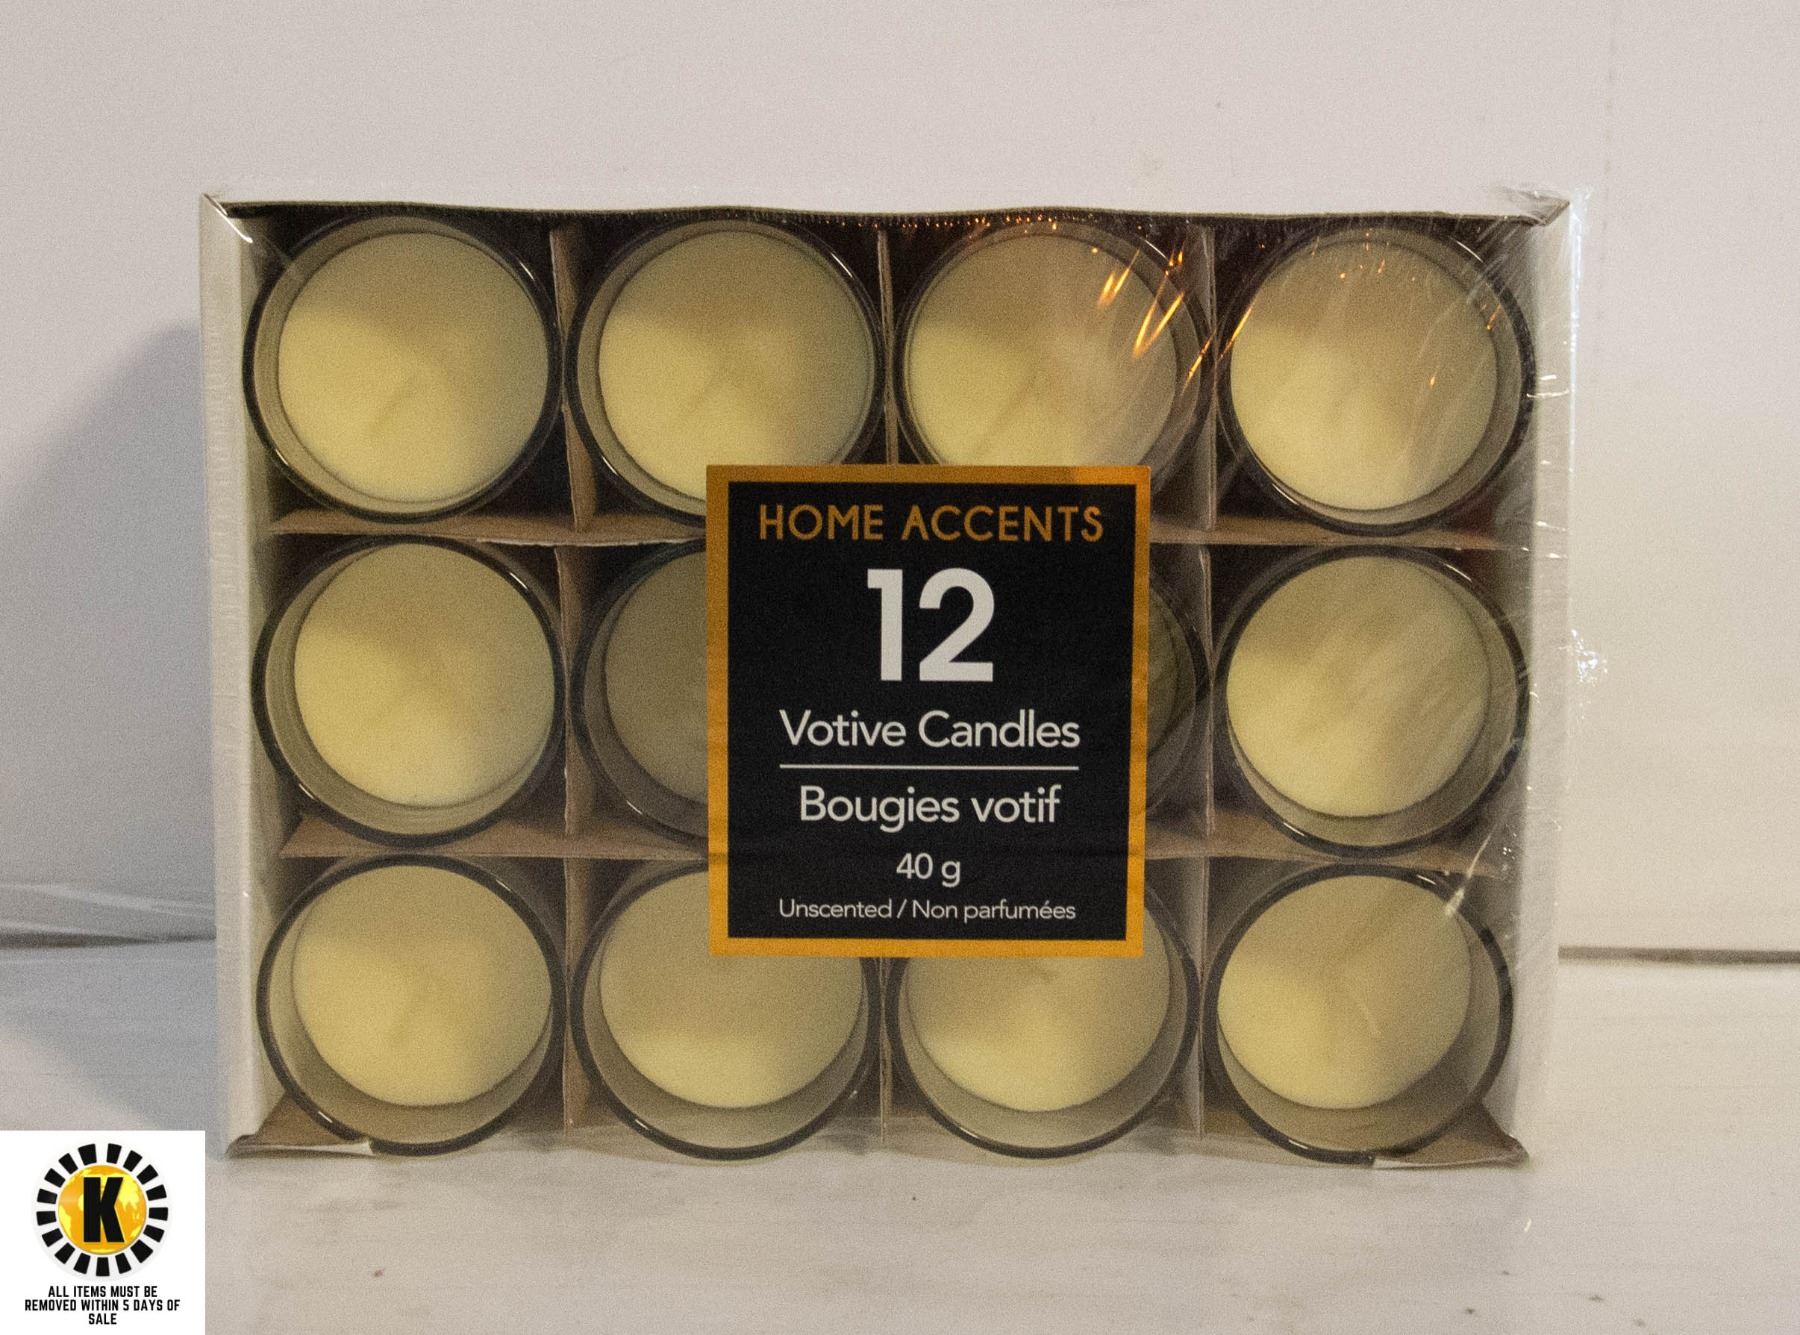 HOME ACCENTS
12
Votive Candles
Bougies votif
40 g
Unscented / Non parfumées
K
ALL ITEMS MUST BE
REMOVED WITHIN 5 DAYS OF
SALE